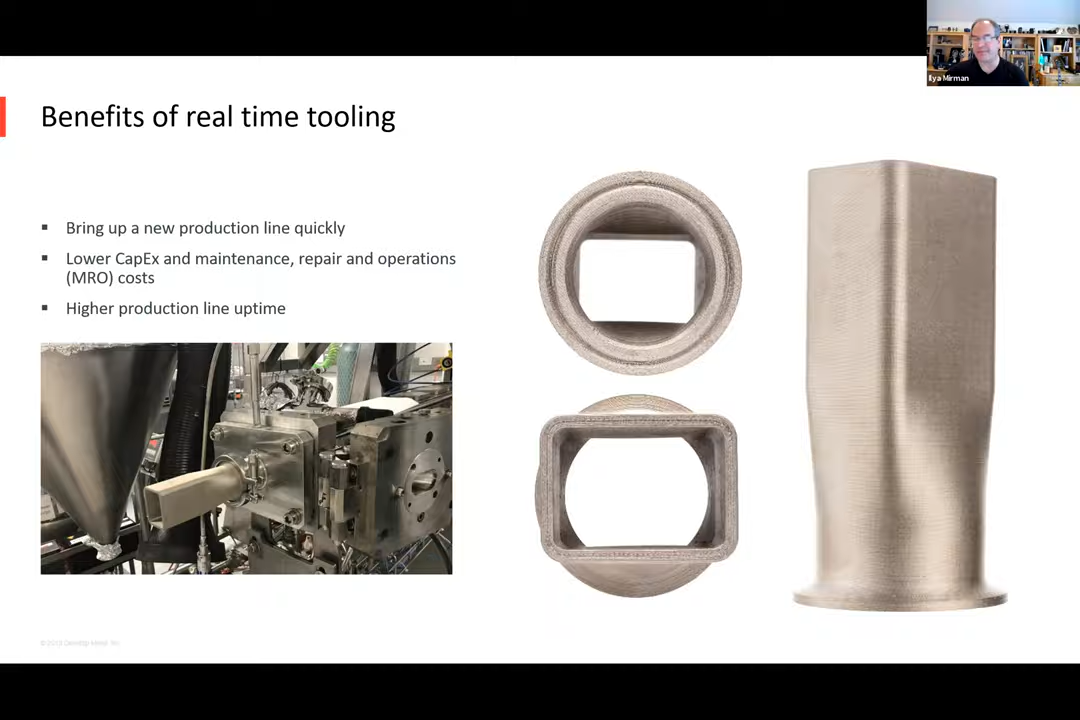 Benefits of real time tooling
Ilya Mirman
▪ Bring up a new production line quickly
▪ Lower CapEx and maintenance, repair and operations
(MRO) costs
▪ Higher production line uptime